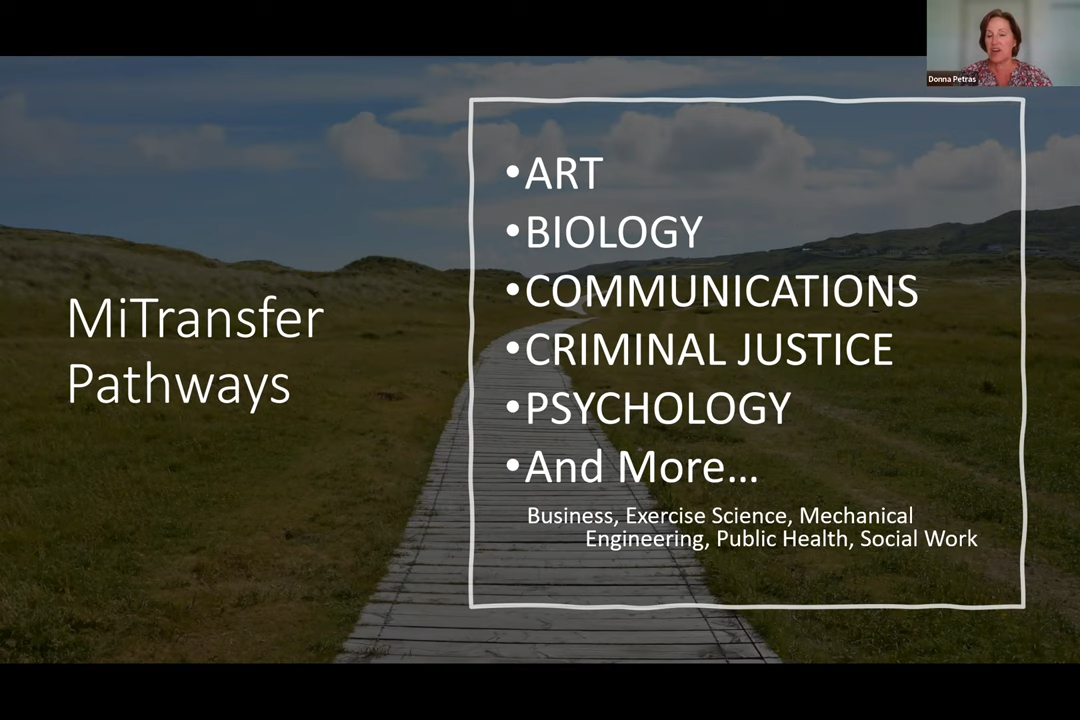 Donna Petras
MiTransfer
Pathways
•ART
•BIOLOGY
•COMMUNICATIONS
•CRIMINAL JUSTICE
•PSYCHOLOGY
•And More…
Business, Exercise Science, Mechanical
Engineering, Public Health, Social Work